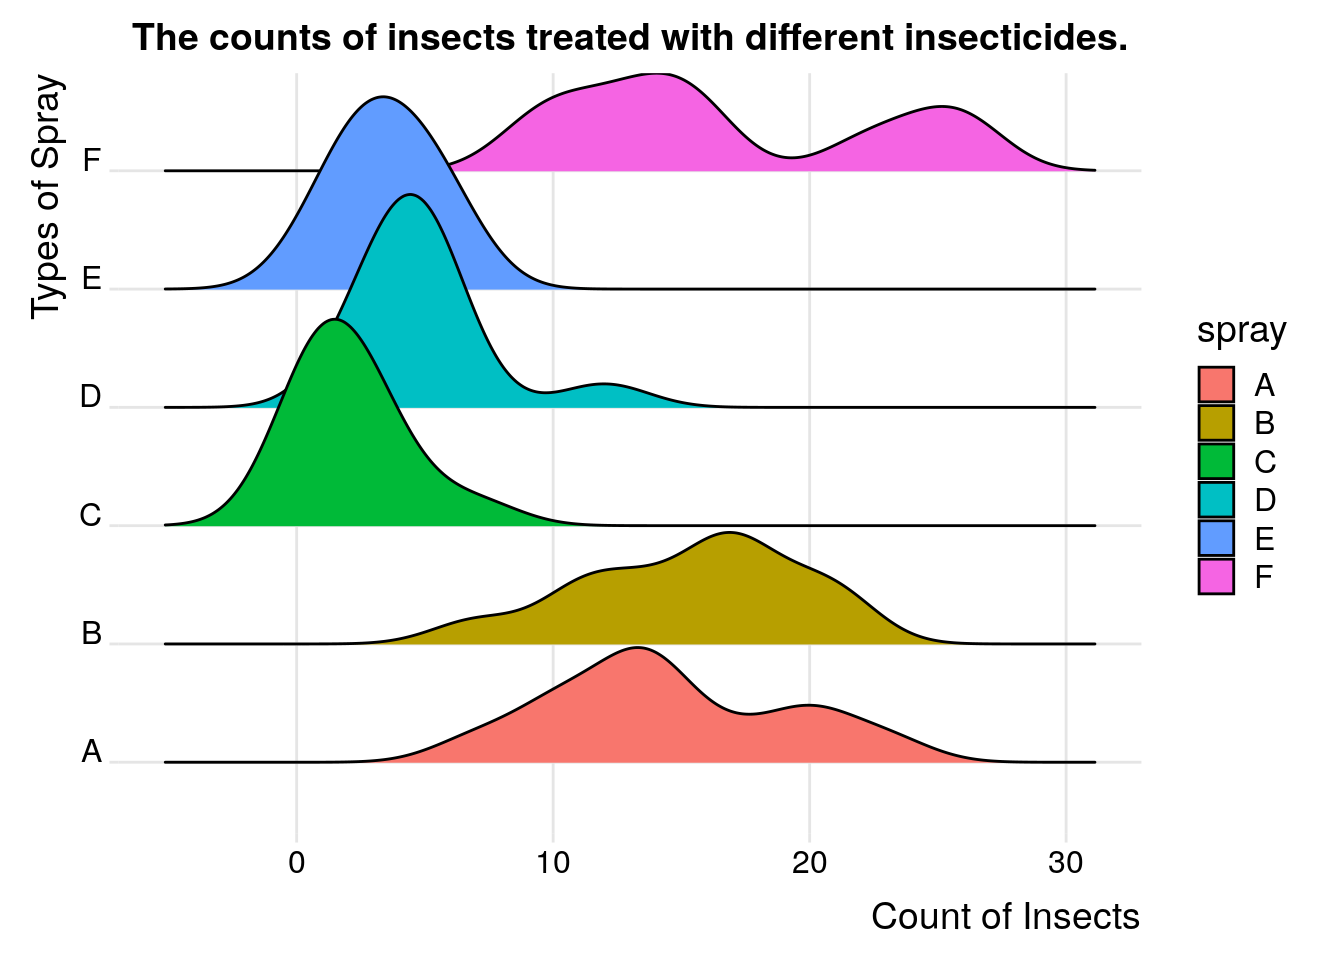 The counts of insects treated with different insecticides.
Types of Spray
F
E
D
C
B
A
0 10 20 30
Count of Insects
spray
A
B
C
D
E
F